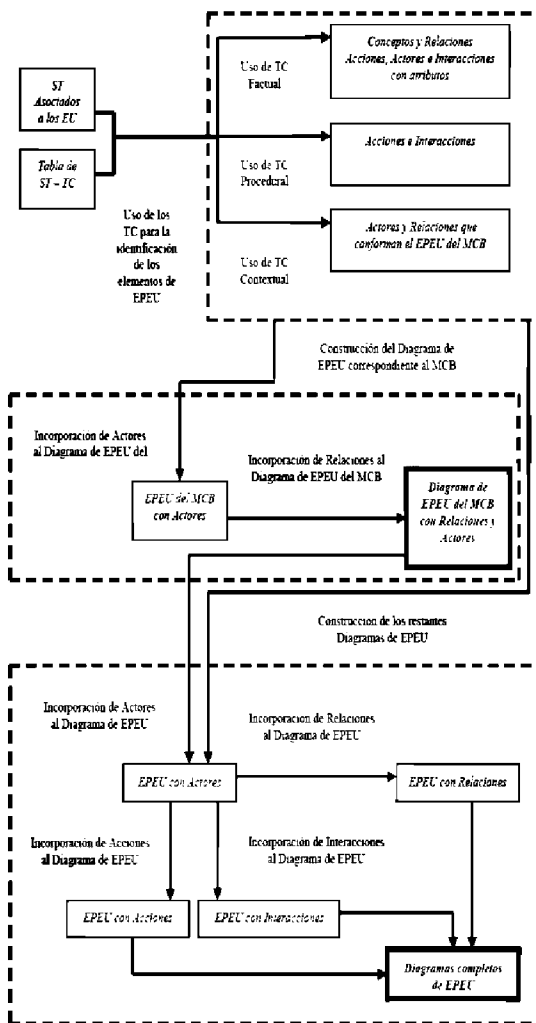 Conceptos y Relaciones
Acciones, Actores e Interacciones
con atributos
Uso de TC
Factual
ST
Asociados
a los EU
Acciones e Interacciones
Tabla de
ST – TC
Uso de TC
Procederal
Uso de los
TC para la
identificación
de los
elementos de
EPEU
Actores y Relaciones que
conforman el EPEU del MCB
Uso de TC
Contextual
Construcción del Diagrama de
EPEU correspondiente al MCB
Incorporación de Actores
al Diagrama de EPEU del
Incorporación de Relaciones al
Diagrama de EPEU del MCB
EPEU del MCB
con Actores
Diagrama de
EPEU del MCB
con Relaciones y
Actores
Construccion de los restantes
Diagramas de EPEU
Incorporación de Actores
al Diagrama de EPEU
Incorporacion de Relaciones
al Diagrama de EPEU
EPEU con Actores
EPEU con Relaciones
Incorporación de Acciones
al Diagrama de EPEU
Incorporación de Interacciones
al Diagrama de EPEU
EPEU con Acciones
EPEU con Interacciones
Diagramas completos
de EPEU